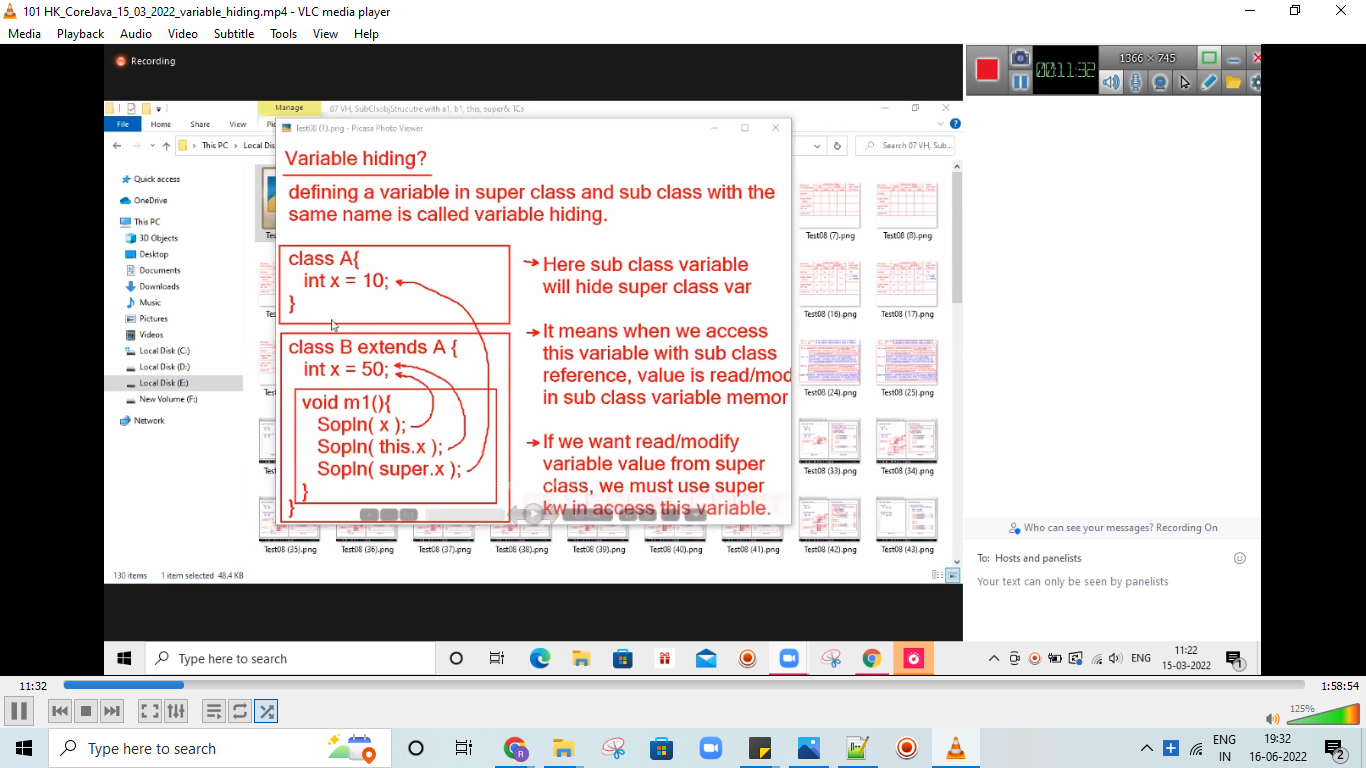 101 HK_CoreJava_15_03_2022_variable_hiding.mp4 - VLC media player
Media Playback Audio Video Subtitle Tools View Help
Recording
00:11:32
1366 × 745
Manage
07 VH, SubClsobjStrucutre with e1, b1, this, super& TCs
File Home Share View
This PC > Local Dis
Search 07 VH, Sub...
Test08 (1).png - Picasa Photo Viewer
Quick access
OneDrive
This PC
3D Objects
Desktop
Documents
Downloads
Music
Pictures
Videos
Local Disk (C:)
Local Disk (D:)
Local Disk (E:)
New Volume (F:)
Network
Variable hiding?
defining a variable in super class and sub class with the
same name is called variable hiding.
class A{
int x = 10;
}
class B extends A {
int x = 50;
void m1(){
Sopln( x );
Sopln( this.x );
Sopln( super.x );
}
}
Here sub class variable
will hide super class var
It means when we access
this variable with sub class
reference, value is read/mod
in sub class variable memor
If we want read/modify
variable value from super
class, we must use super
kw in access this variable.
Test08 (7).png Test08 (8).png
Test08 (16).png Test08 (17).png
Test08 (24).png Test08 (25).png
Test08 (33).png Test08 (34).png
Test08 (35).png Test08 (36).png Test08 (37).png Test08 (38).png Test08 (39).png Test08 (40).png Test08 (41).png Test08 (42).png Test08 (43).png
130 items 1 item selected 48.4 KB
Who can see your messages? Recording On
To: Hosts and panelists
Your text can only be seen by panelists
Type here to search
ENG
11:22
15-03-2022
1
11:32
1:58:54
125%
Type here to search
R
ENG
IN
19:32
16-06-2022
2